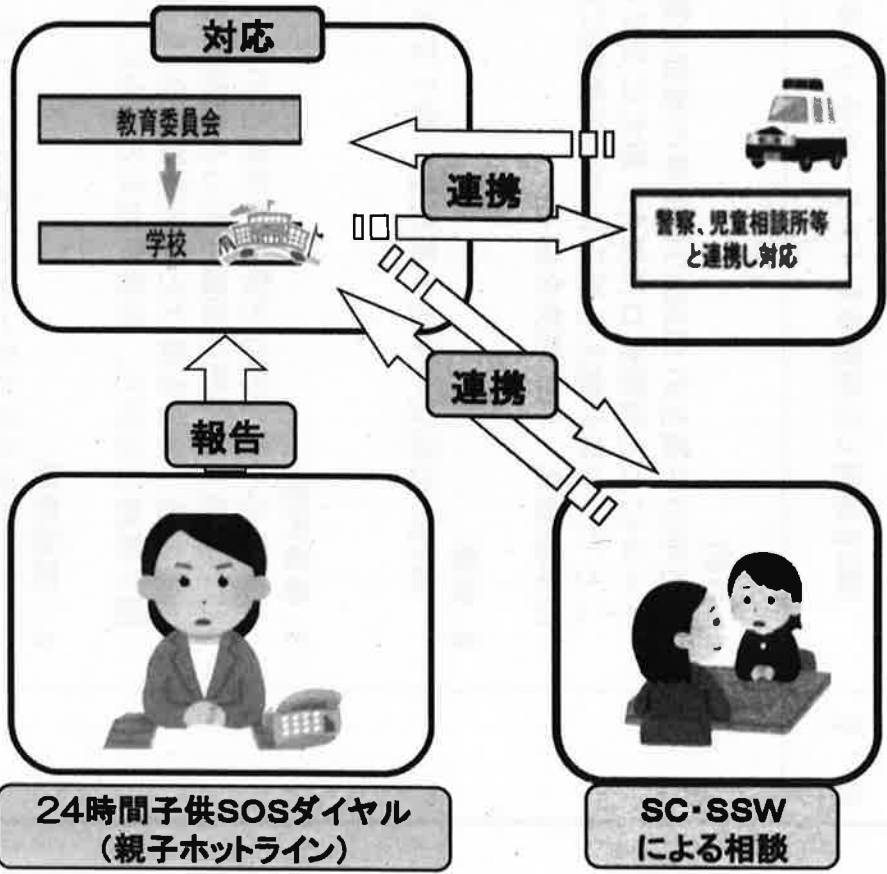 対応
教育委員会
学校
連携
警察、児童相談所等
と連携し対応
連携
報告
24時間子供SOSダイヤル
(親子ホットライン)
SC・SSW
による相談